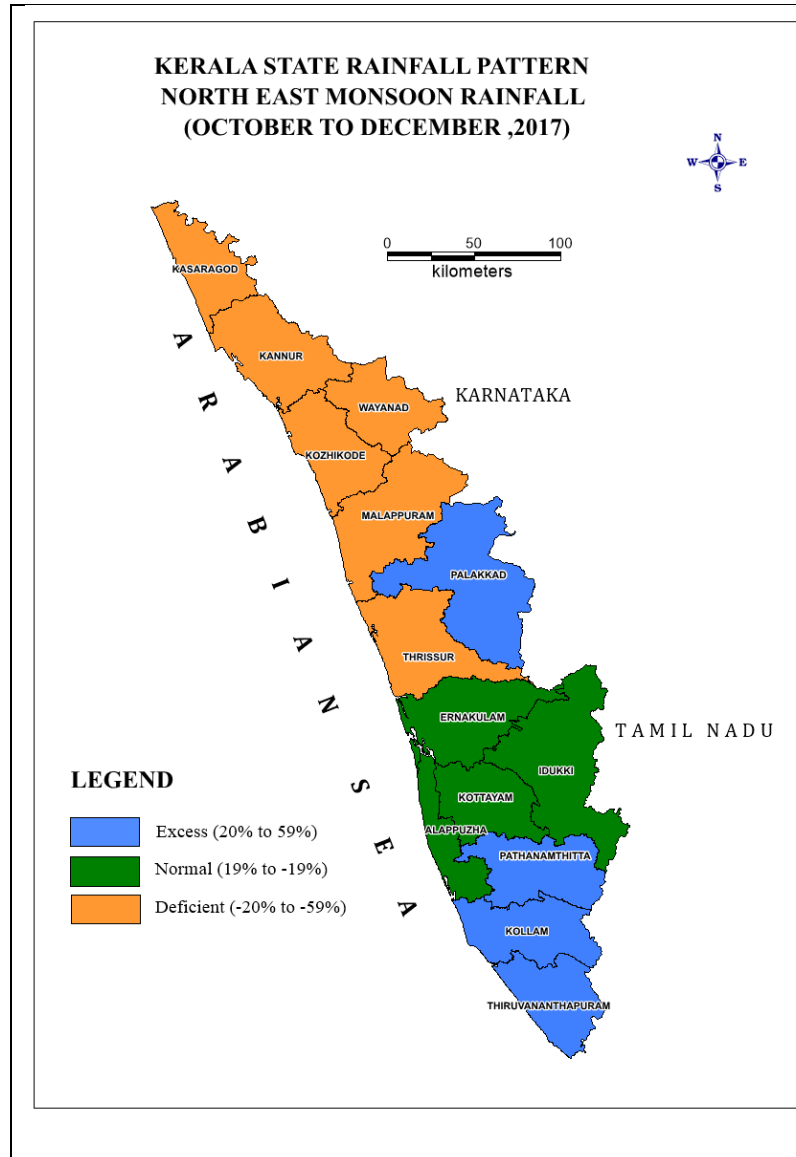 KERALA STATE RAINFALL PATTERN
NORTH EAST MONSOON RAINFALL
(OCTOBER TO DECEMBER ,2017)
N
W E
S
0 50 100
kilometers
KASARAGOD
KANNUR
KARNATAKA
WAYANAD
KOZHIKODE
MALAPPURAM
PALAKKAD
THRISSUR
ERNAKULAM
TAMIL NADU
IDUKKI
KOTTAYAM
ALAPPUZHA
PATHANAMTHITTA
KOLLAM
THIRUVANANTHAPURAM
ARABIAN SEA
LEGEND
Excess (20% to 59%)
Normal (19% to -19%)
Deficient (-20% to -59%)